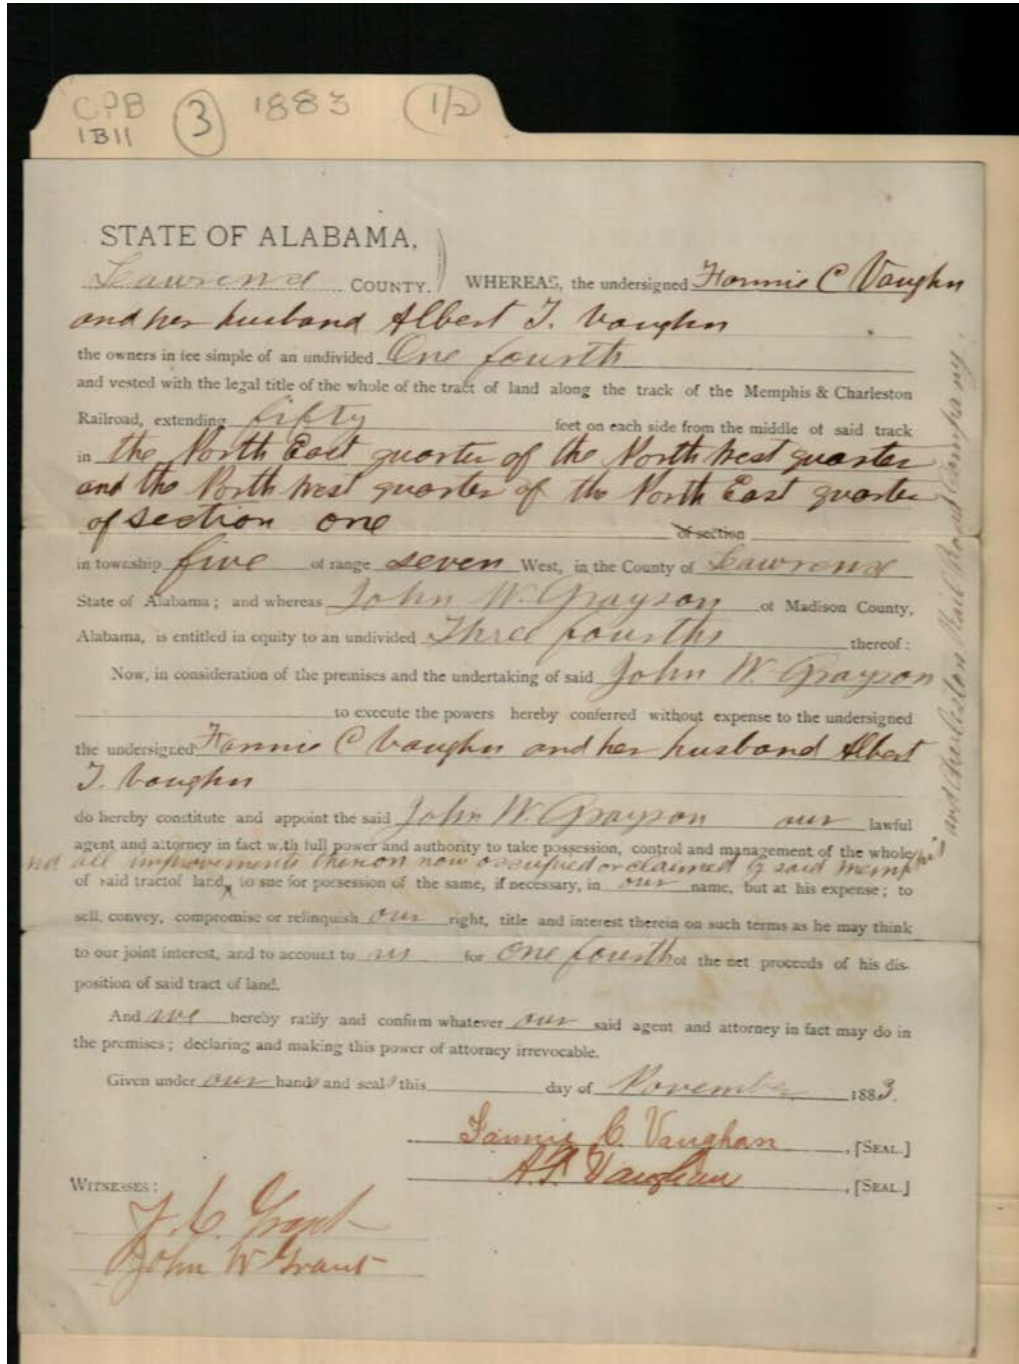 CPB 3 1883 (1/2)
1B11
STATE OF ALABAMA,
Lawrence COUNTY. WHEREAS, the undersigned Fannie C Vaughn
and her husband Albert T. Vaughn
the owners in fee simple of an undivided One fourth
and vested with the legal title of the whole of the tract of land along the track of the Memphis & Charleston
Railroad, extending fifty feet on each side from the middle of said track
in the North East quarter of the North West quarter
and the North West quarter of the North East quarter
of section one of section
in township five of range seven West, in the County of Lawrence
State of Alabama; and whereas John W. Grayson of Madison County,
Alabama, is entitled in equity to an undivided Three fourths thereof:
Now, in consideration of the premises and the undertaking of said John W. Grayson
to execute the powers hereby conferred without expense to the undersigned
the undersigned Fannie C Vaughn and her husband Albert
T. Vaughn
do hereby constitute and appoint the said John W. Grayson our lawful
agent and attorney in fact with full power and authority to take possession, control and management of the whole
and all improvements thereon now occupied or claimed by said Memphis
and Charleston Rail Road Company
of said tract of land, to sue for possession of the same, if necessary, in our name, but at his expense; to
sell, convey, compromise or relinquish our right, title and interest therein on such terms as he may think
to our joint interest, and to account to us for One fourth of the net proceeds of his dis-
position of said tract of land.
And we hereby ratify and confirm whatever our said agent and attorney in fact may do in
the premises; declaring and making this power of attorney irrevocable.
Given under our hands and seals this day of November 1883.
Fannie C. Vaughan, [SEAL.]
A.T. Vaughan, [SEAL.]
WITNESSES:
J. C. Grant
John W Grant